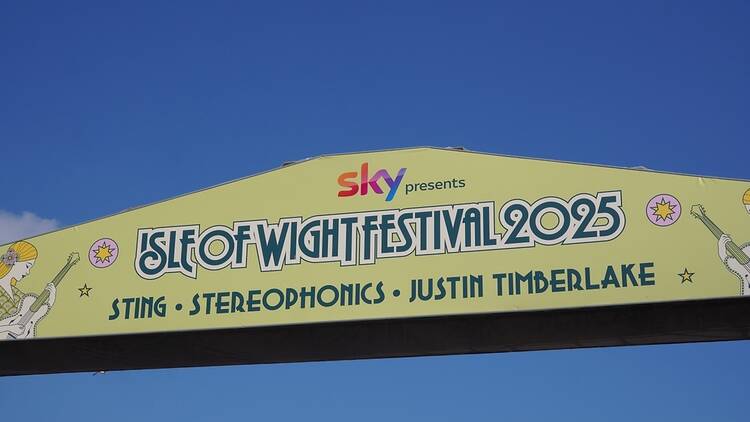 sky presents
ISLE OF WIGHT FESTIVAL 2025
STING • STEREOPHONICS • JUSTIN TIMBERLAKE